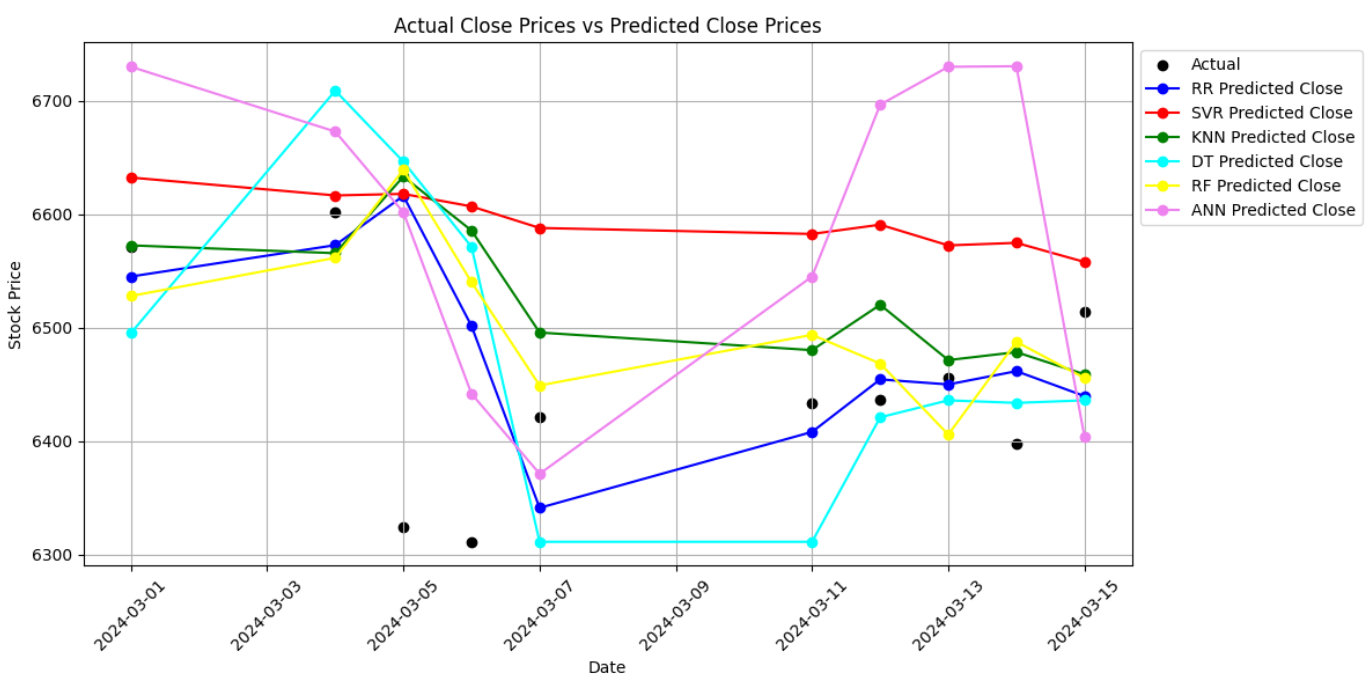 Actual Close Prices vs Predicted Close Prices
Actual
RR Predicted Close
SVR Predicted Close
KNN Predicted Close
DT Predicted Close
RF Predicted Close
ANN Predicted Close
Stock Price
6700
6600
6500
6400
6300
2024-03-01
2024-03-03
2024-03-05
2024-03-07
2024-03-09
2024-03-11
2024-03-13
2024-03-15
Date